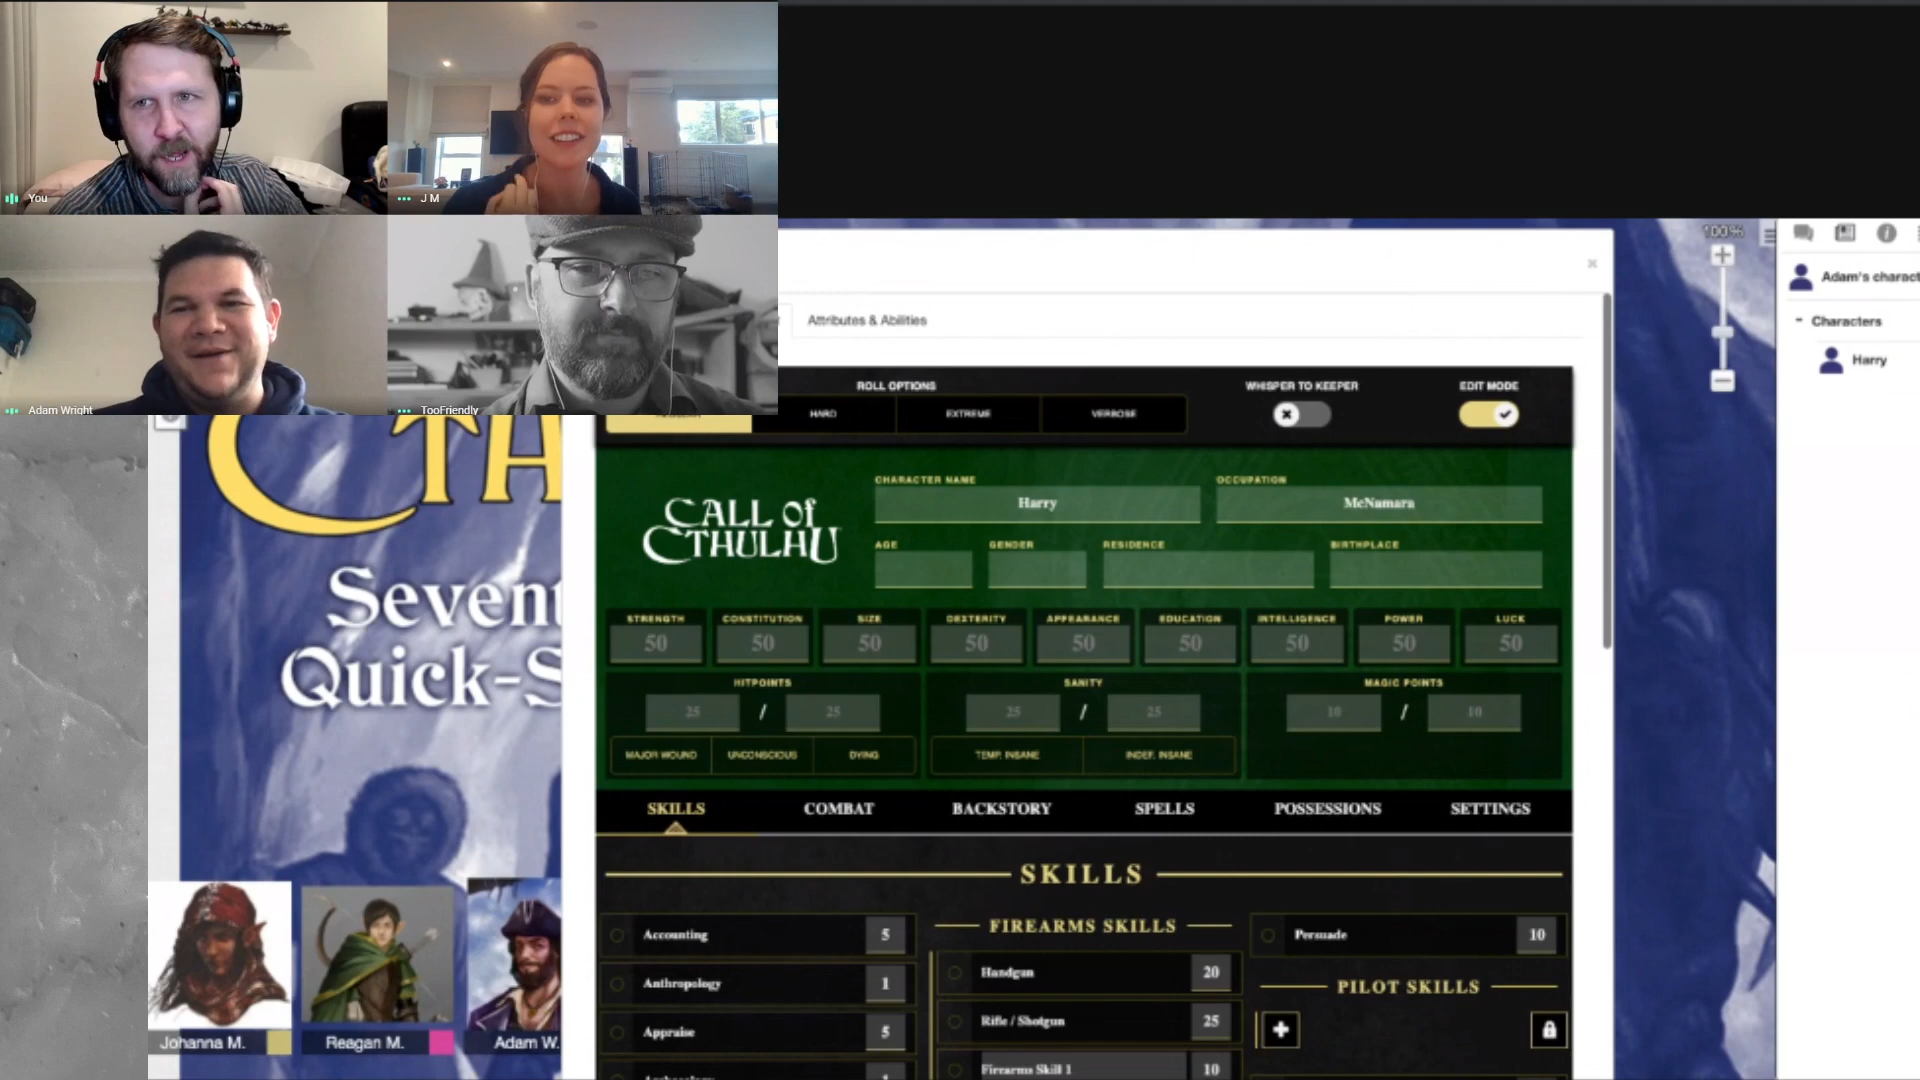 You
J M
Adam Wright
TooFriendly
100%
Adam's charact
Characters
Harry
Attributes & Abilities
ROLL OPTIONS
HARD
EXTREME
VERBOSE
WHISPER TO KEEPER
EDIT MODE
CTH
Sevent
Quick-S
CALL of
CTHULHU
CHARACTER NAME
Harry
OCCUPATION
McNamara
AGE
GENDER
RESIDENCE
BIRTHPLACE
STRENGTH
50
CONSTITUTION
50
SIZE
50
DEXTERITY
50
APPEARANCE
50
EDUCATION
50
INTELLIGENCE
50
POWER
50
LUCK
50
HITPOINTS
25 / 25
SANITY
25 / 25
MAGIC POINTS
10 / 10
MAJOR WOUND
UNCONSCIOUS
DYING
TEMP. INSANE
INDEF. INSANE
SKILLS
COMBAT
BACKSTORY
SPELLS
POSSESSIONS
SETTINGS
SKILLS
Accounting 5
Anthropology 1
Appraise 5
FIREARMS SKILLS
Handgun 20
Rifle / Shotgun 25
Firearms Skill 1 10
Persuade 10
PILOT SKILLS
Johanna M.
Reagan M.
Adam W.